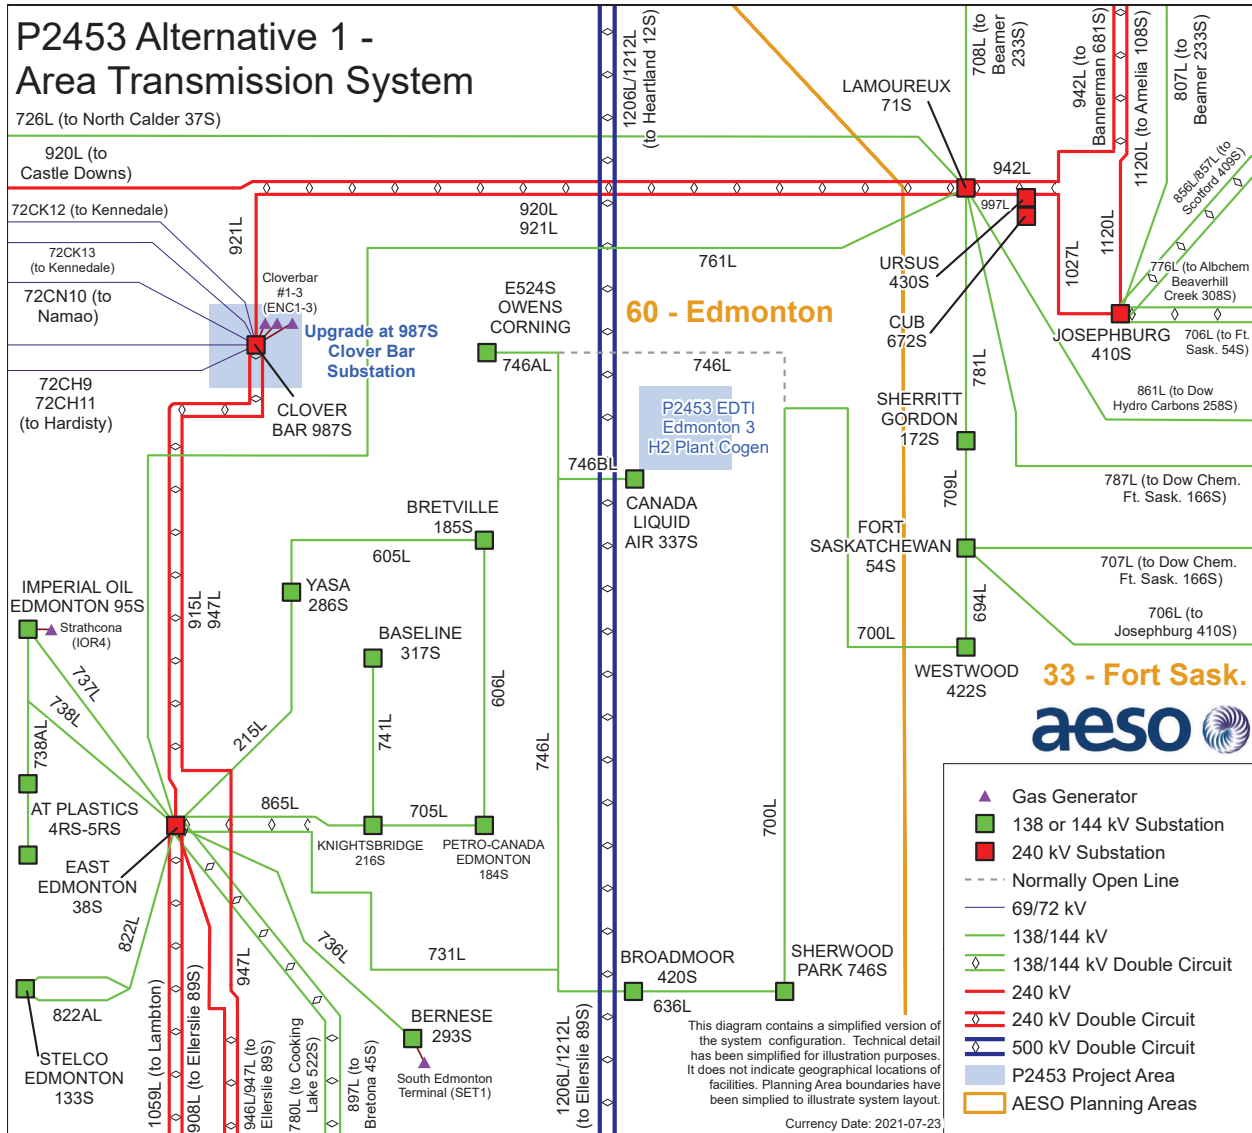 P2453 Alternative 1 -
Area Transmission System
726L (to North Calder 37S)
920L (to
Castle Downs)
72CK12 (to Kennedale)
72CK13
(to Kennedale)
72CN10 (to
Namao)
72CH9
72CH11
(to Hardisty)
921L
Cloverbar
#1-3
(ENC1-3)
Upgrade at 987S
Clover Bar
Substation
CLOVER
BAR 987S
920L
921L
761L
1206L/1212L
(to Heartland 12S)
E524S
OWENS
CORNING
746AL
60 - Edmonton
746L
P2453 EDTI
Edmonton 3
H2 Plant Cogen
746BL
CANADA
LIQUID
AIR 337S
LAMOUREUX
71S
708L (to
Beamer
233S)
942L (to
Bannerman 681S)
1120L (to Amelia 108S)
807L (to
Beamer 233S)
856L/857L (to
Scotford 409S)
942L
997L
URSUS
430S
CUB
672S
1027L
1120L
776L (to Albchem
Beaverhill
Creek 308S)
JOSEPHBURG
410S
706L (to Ft.
Sask. 54S)
781L
861L (to Dow
Hydro Carbons 258S)
SHERRITT
GORDON
172S
787L (to Dow Chem.
Ft. Sask. 166S)
709L
FORT
SASKATCHEWAN
54S
707L (to Dow Chem.
Ft. Sask. 166S)
694L
706L (to
Josephburg 410S)
700L
WESTWOOD
422S
33 - Fort Sask.
aeso
BRETVILLE
185S
605L
YASA
286S
IMPERIAL OIL
EDMONTON 95S
Strathcona
(IOR4)
915L
947L
BASELINE
317S
737L
738L
738AL
215L
741L
606L
746L
700L
AT PLASTICS
4RS-5RS
865L
705L
KNIGHTSBRIDGE
216S
PETRO-CANADA
EDMONTON
184S
EAST
EDMONTON
38S
822L
822AL
STELCO
EDMONTON
133S
947L
736L
731L
BROADMOOR
420S
636L
SHERWOOD
PARK 746S
BERNESE
293S
South Edmonton
Terminal (SET1)
1059L (to Lambton)
908L (to Ellerslie 89S)
946L/947L (to
Ellerslie 89S)
780L (to Cooking
Lake 522S)
897L (to
Bretona 45S)
1206L/1212L
(to Ellerslie 89S)
This diagram contains a simplified version of
the system configuration. Technical detail
has been simplified for illustration purposes.
It does not indicate geographical locations of
facilities. Planning Area boundaries have
been simplied to illustrate system layout.
Currency Date: 2021-07-23
Gas Generator
138 or 144 kV Substation
240 kV Substation
Normally Open Line
69/72 kV
138/144 kV
138/144 kV Double Circuit
240 kV
240 kV Double Circuit
500 kV Double Circuit
P2453 Project Area
AESO Planning Areas